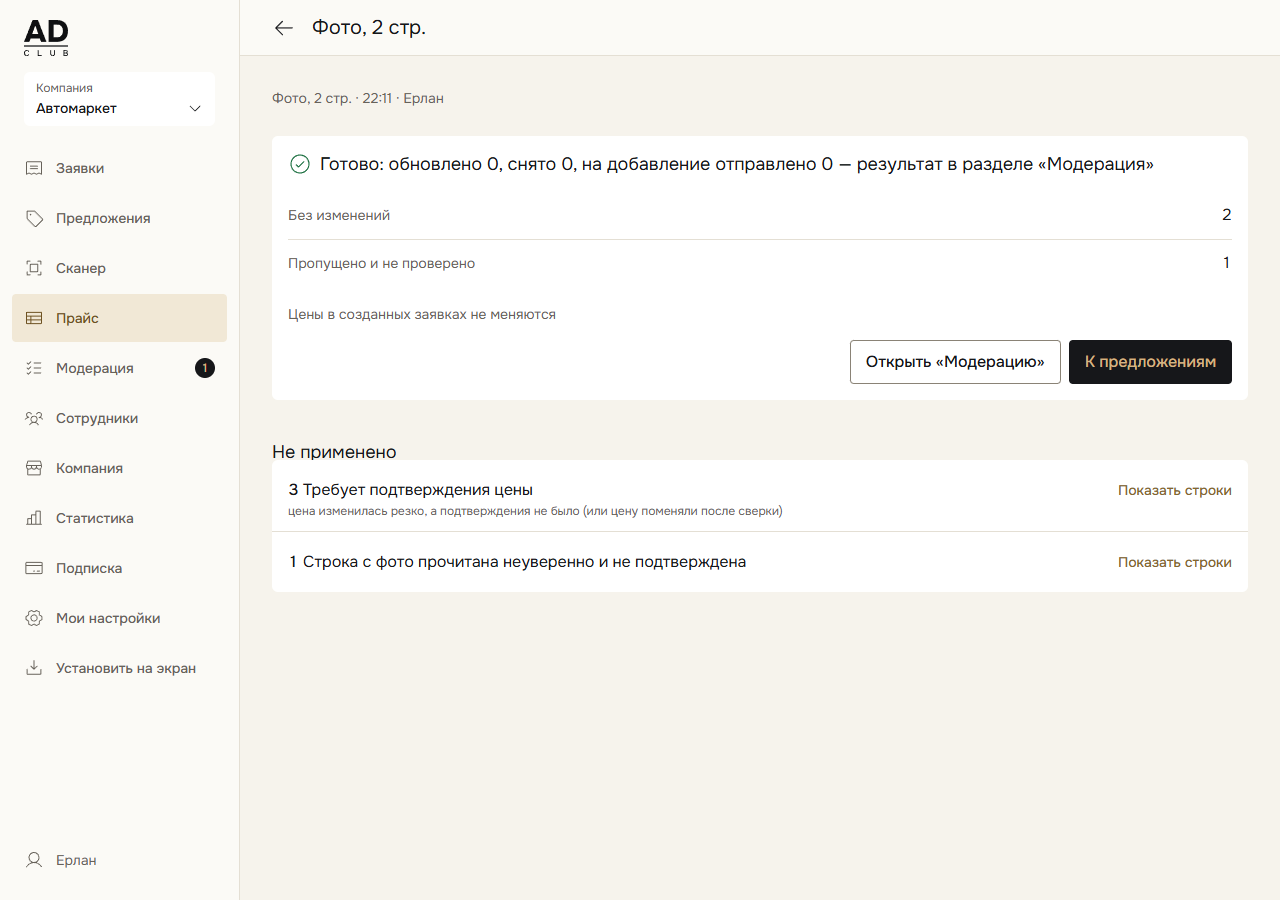 AD
CLUB
Компания
Автомаркет
Заявки
Предложения
Сканер
Прайс
Модерация 1
Сотрудники
Компания
Статистика
Подписка
Мои настройки
Установить на экран
Ерлан
Фото, 2 стр.
Фото, 2 стр. · 22:11 · Ерлан
Готово: обновлено 0, снято 0, на добавление отправлено 0 — результат в разделе «Модерация»
Без изменений 2
Пропущено и не проверено 1
Цены в созданных заявках не меняются
Открыть «Модерацию» К предложениям
Не применено
3 Требует подтверждения цены Показать строки
цена изменилась резко, а подтверждения не было (или цену поменяли после сверки)
1 Строка с фото прочитана неуверенно и не подтверждена Показать строки